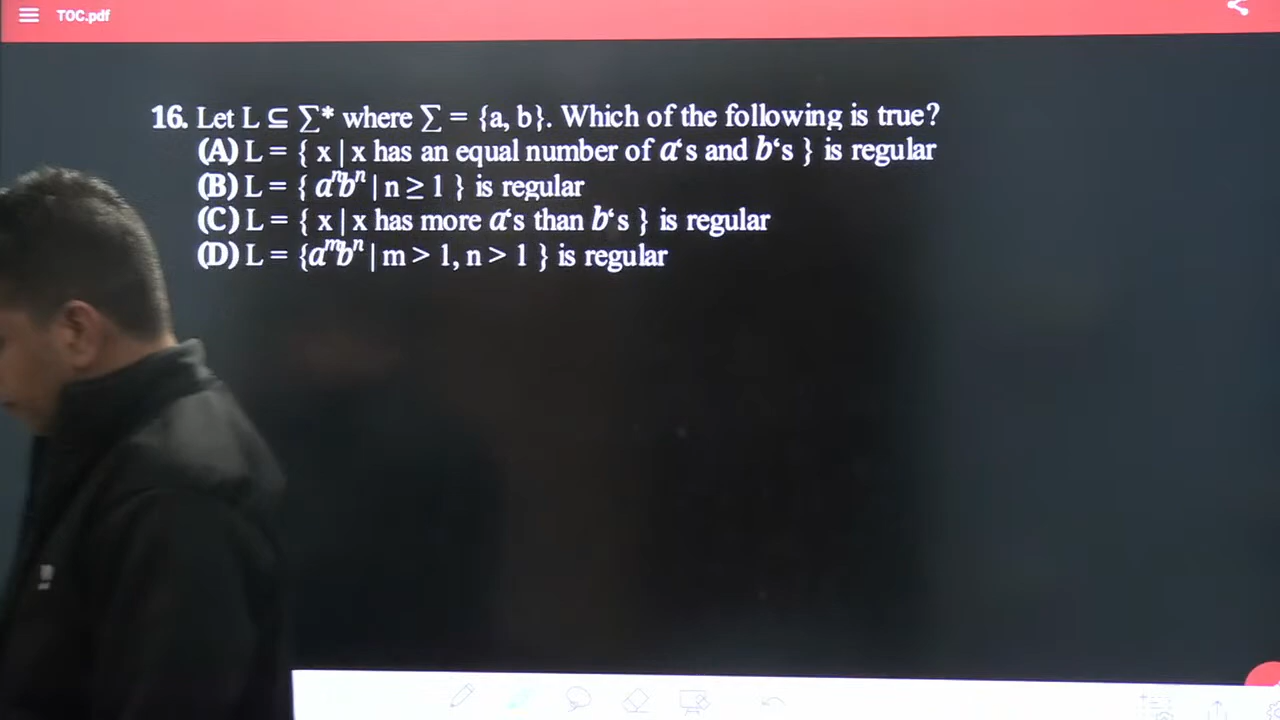 TOC.pdf
16. Let L ⊆ ∑* where ∑ = {a, b}. Which of the following is true?
(A) L = { x | x has an equal number of a‘s and b‘s } is regular
(B) L = { aⁿbⁿ | n ≥ 1 } is regular
(C) L = { x | x has more a‘s than b‘s } is regular
(D) L = {aᵐbⁿ | m > 1, n > 1 } is regular